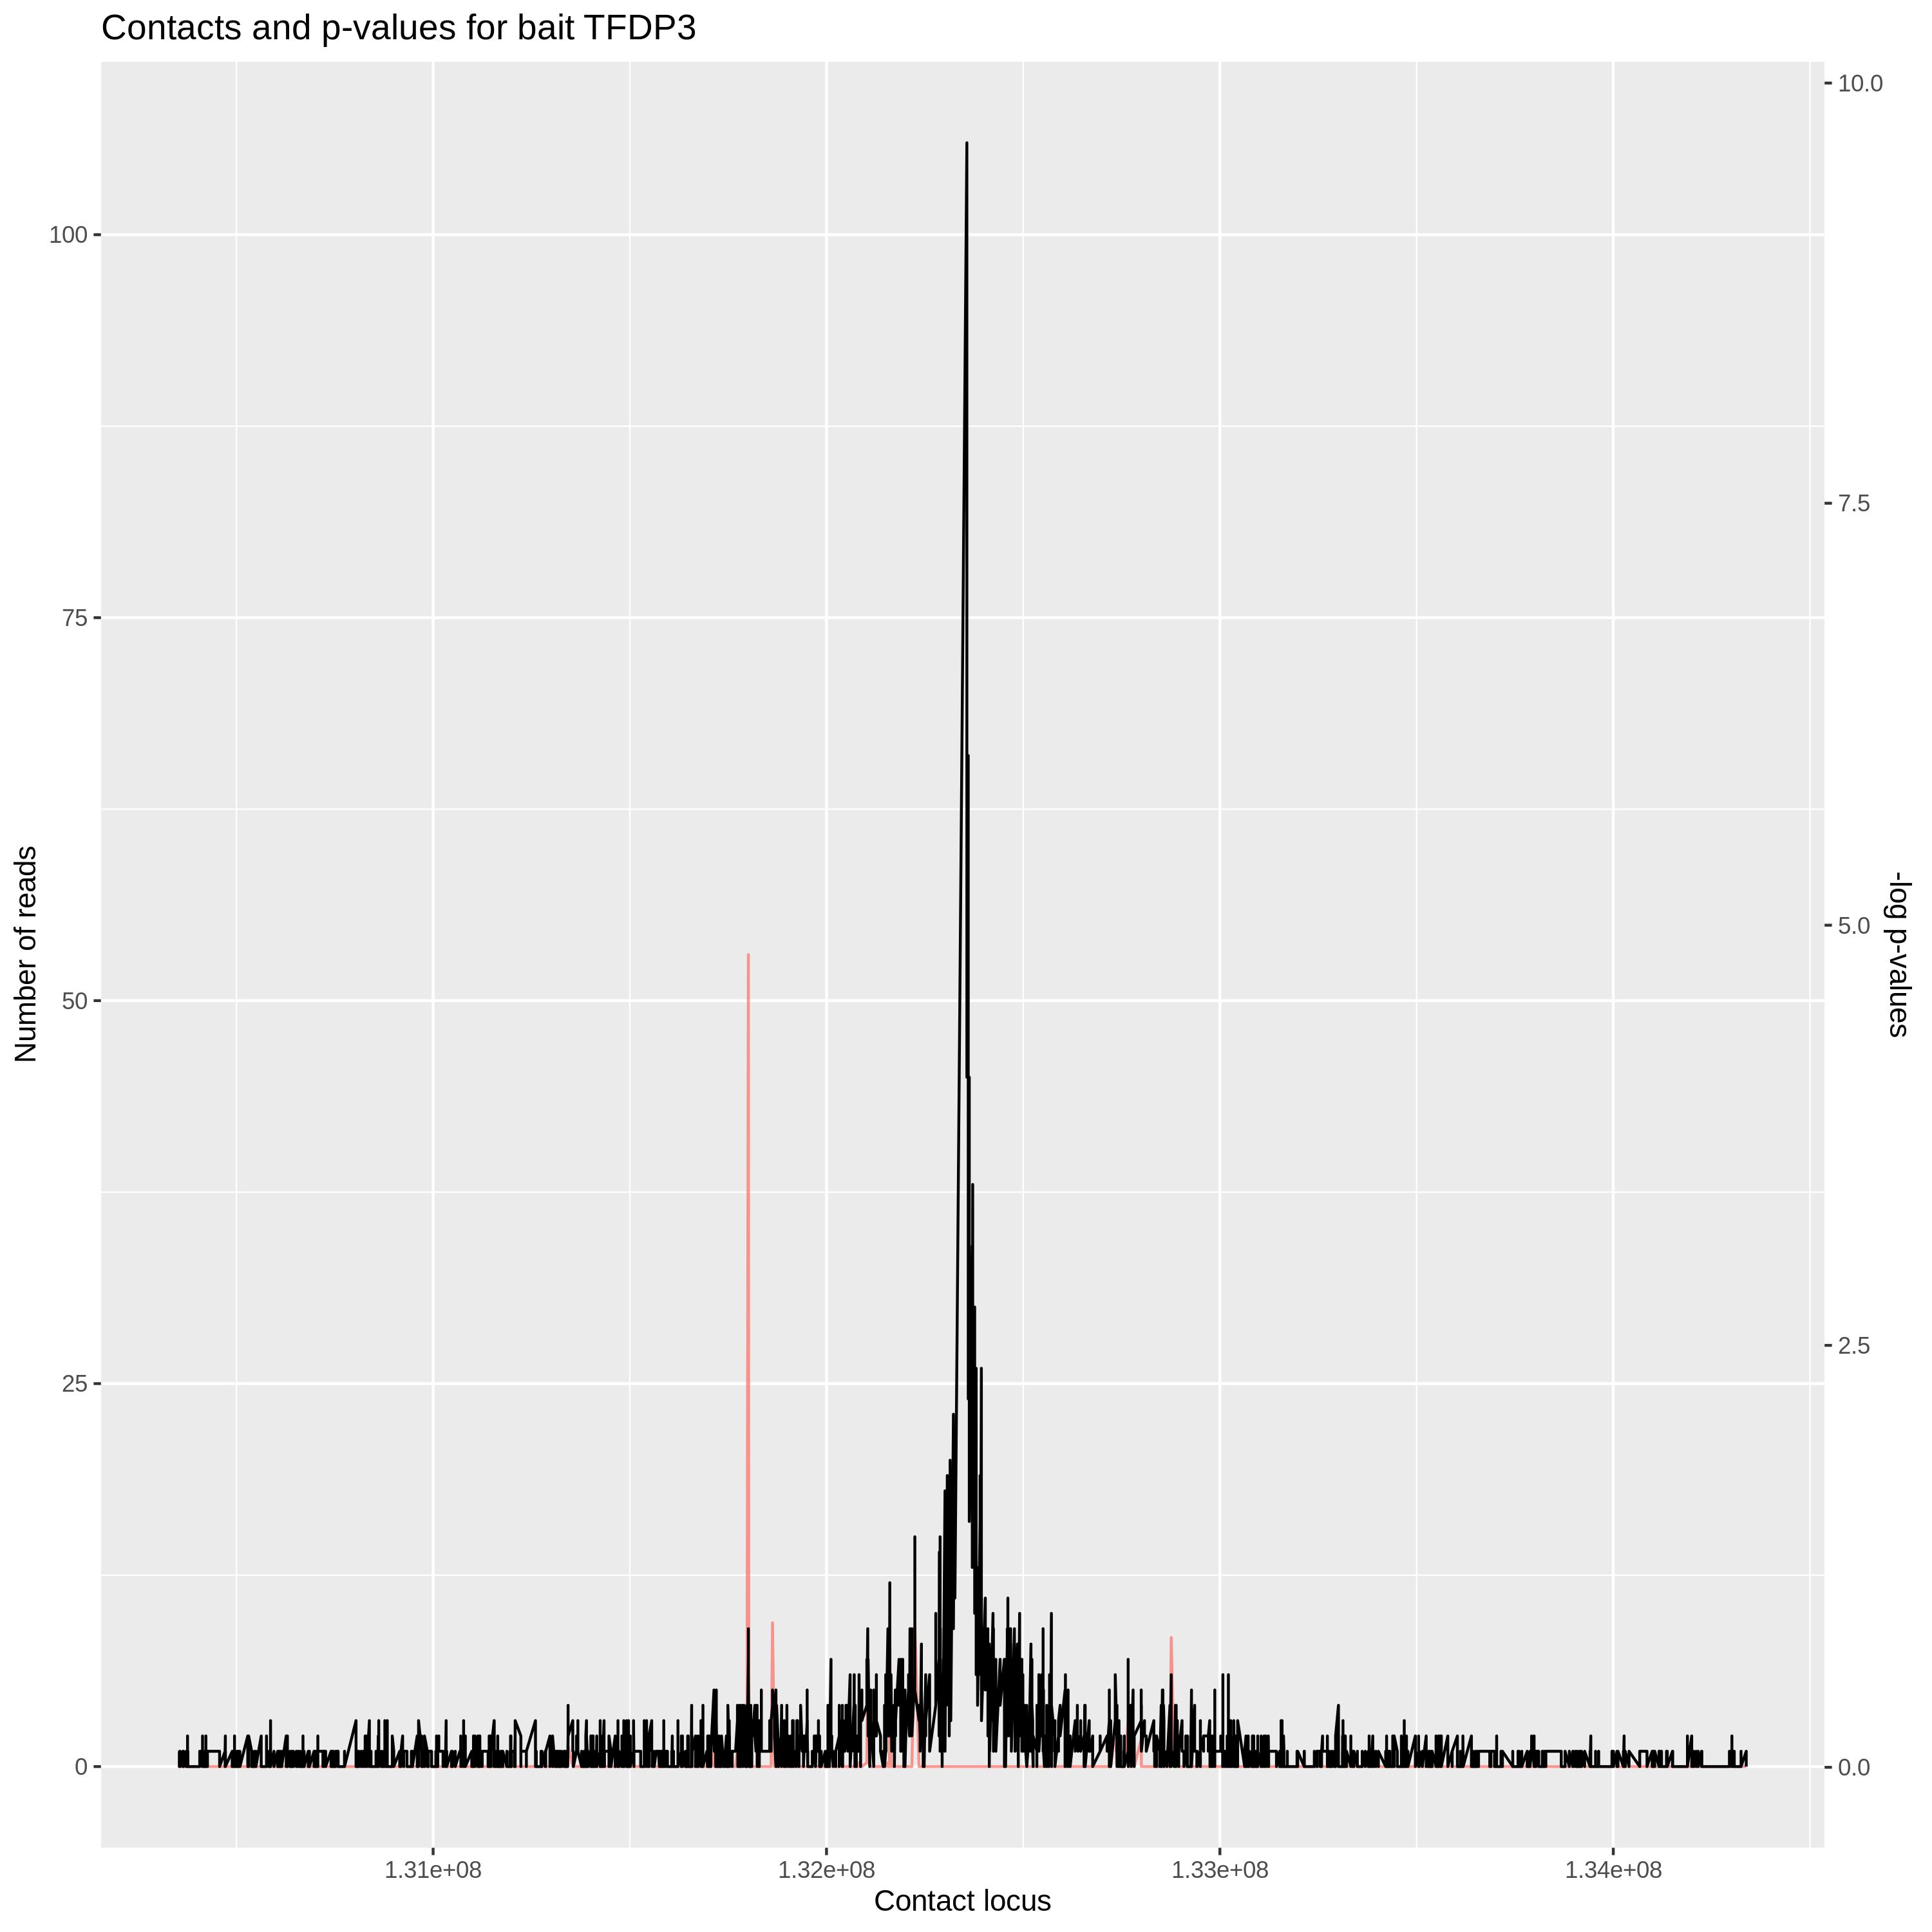 Contacts and p-values for bait TFDP3
Number of reads
100
75
50
25
0
10.0
7.5
5.0
2.5
0.0
-log p-values
1.31e+08
1.32e+08
1.33e+08
1.34e+08
Contact locus